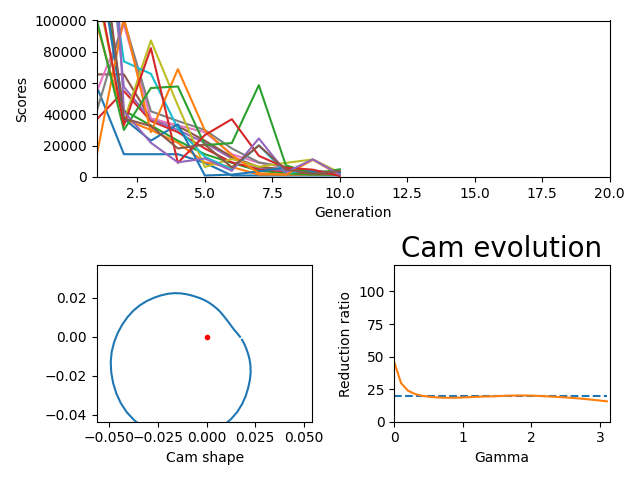 100000
80000
60000
40000
20000
0
Scores
2.5 5.0 7.5 10.0 12.5 15.0 17.5 20.0
Generation
Cam evolution
0.02
0.00
−0.02
−0.04
−0.050 −0.025 0.000 0.025 0.050
Cam shape
100
75
50
25
0
Reduction ratio
0 1 2 3
Gamma